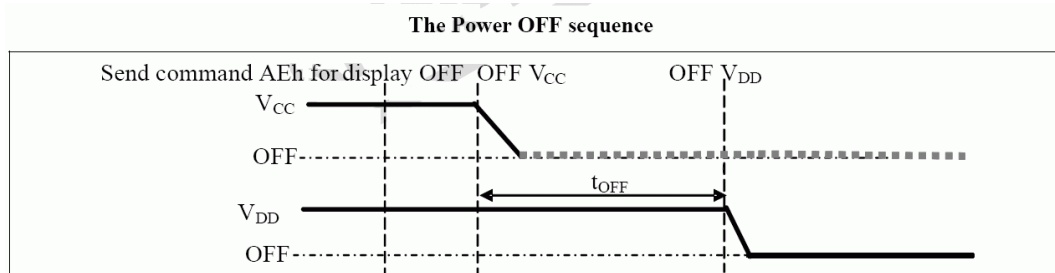 The Power OFF sequence
Send command AEh for display OFF OFF VCC OFF VDD
VCC
OFF
tOFF
VDD
OFF